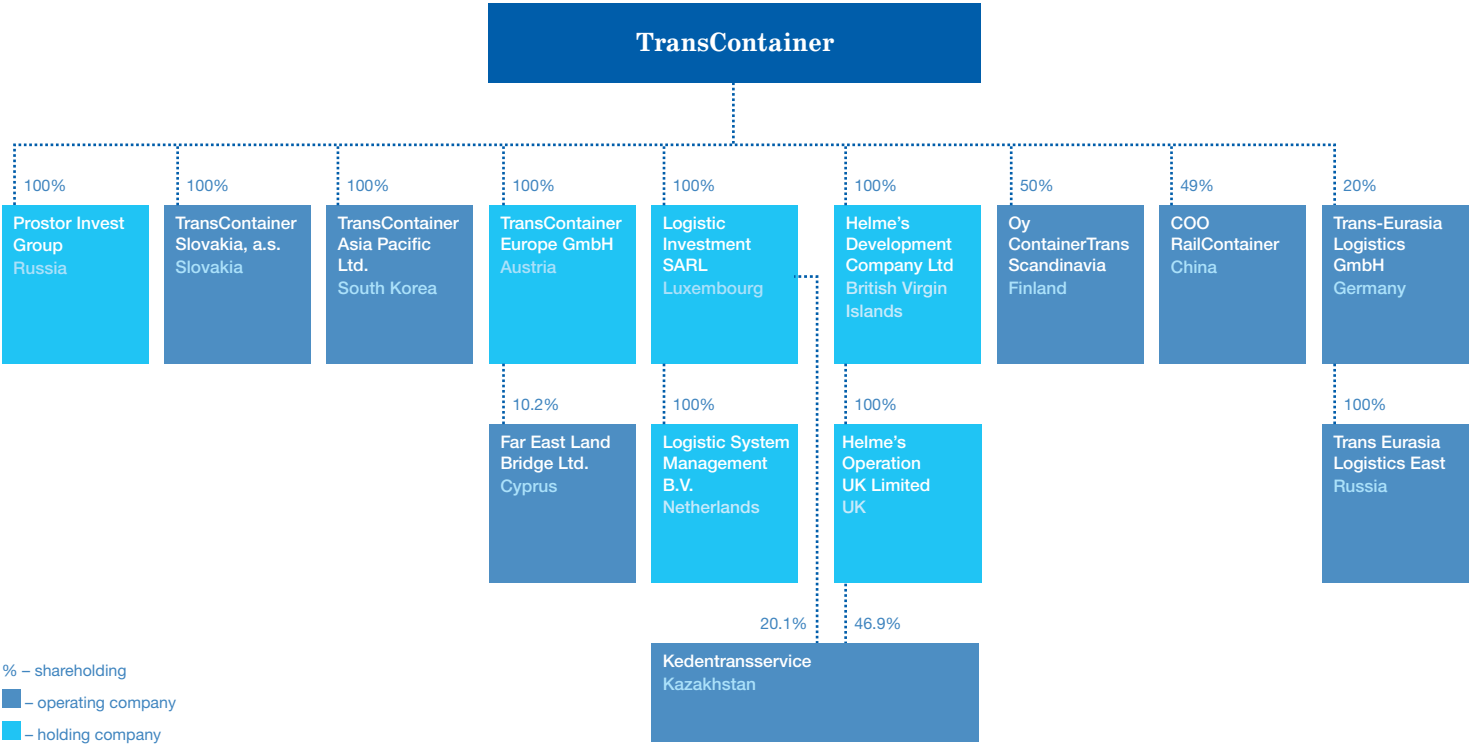 TransContainer
100%
100%
100%
100%
100%
100%
50%
49%
20%
Prostor Invest
Group
Russia
TransContainer
Slovakia, a.s.
Slovakia
TransContainer
Asia Pacific
Ltd.
South Korea
TransContainer
Europe GmbH
Austria
Logistic
Investment
SARL
Luxembourg
Helme’s
Development
Company Ltd
British Virgin
Islands
Oy
ContainerTrans
Scandinavia
Finland
COO
RailContainer
China
Trans-Eurasia
Logistics
GmbH
Germany
10.2%
100%
100%
100%
Far East Land
Bridge Ltd.
Cyprus
Logistic System
Management
B.V.
Netherlands
Helme’s
Operation
UK Limited
UK
Trans Eurasia
Logistics East
Russia
20.1%
46.9%
Kedentransservice
Kazakhstan
% – shareholding
– operating company
– holding company